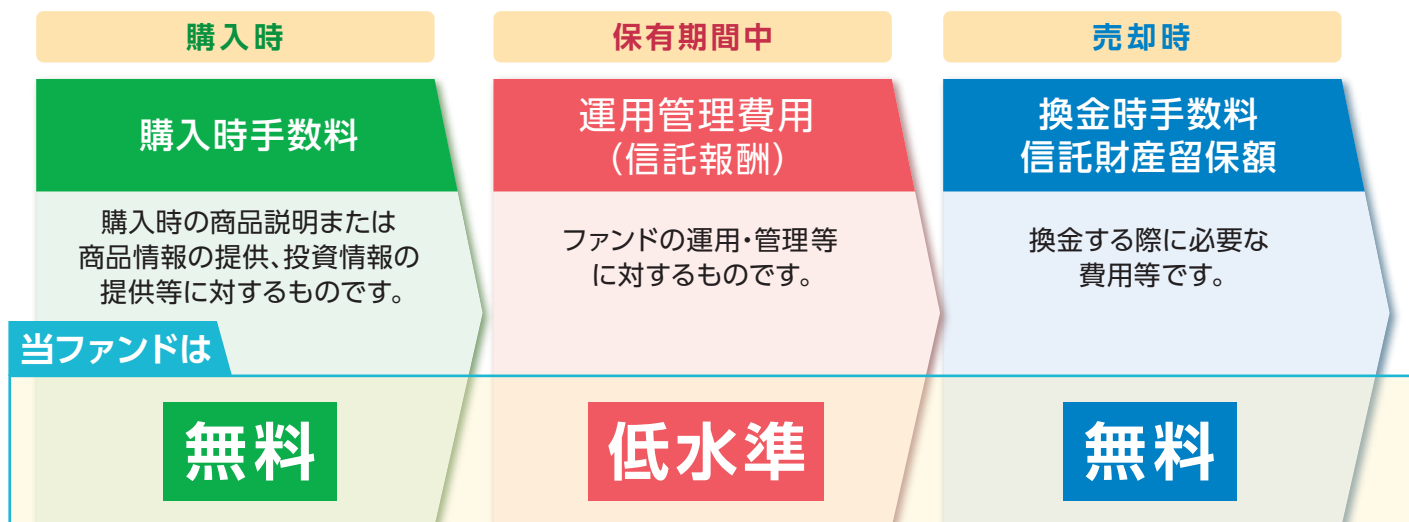 購入時
保有期間中
売却時
購入時手数料
運用管理費用
（信託報酬）
換金時手数料
信託財産留保額
購入時の商品説明または
商品情報の提供、投資情報の
提供等に対するものです。
ファンドの運用・管理等
に対するものです。
換金する際に必要な
費用等です。
当ファンドは
無料
低水準
無料